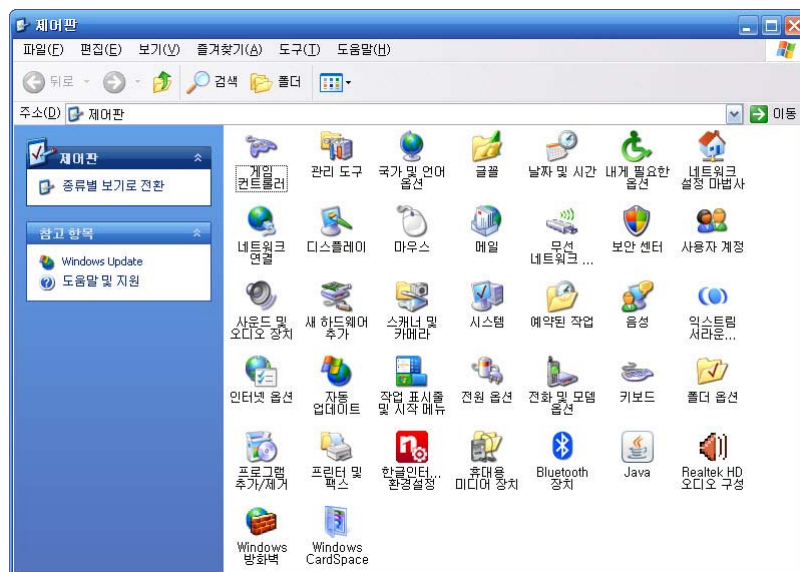 제어판
파일(F) 편집(E) 보기(V) 즐겨찾기(A) 도구(T) 도움말(H)
뒤로 검색 폴더
주소(D) 제어판 이동
제어판
종류별 보기로 전환
참고 항목
Windows Update
도움말 및 지원
게임
컨트롤러
관리 도구
국가 및 언어
옵션
글꼴
날짜 및 시간
내게 필요한
옵션
네트워크
설정 마법사
네트워크
연결
디스플레이
마우스
메일
무선
네트워크 ...
보안 센터
사용자 계정
사운드 및
오디오 장치
새 하드웨어
추가
스캐너 및
카메라
시스템
예약된 작업
음성
익스트림
서라운...
인터넷 옵션
자동
업데이트
작업 표시줄
및 시작 메뉴
전원 옵션
전화 및 모뎀
옵션
키보드
폴더 옵션
프로그램
추가/제거
프린터 및
팩스
한글인터...
환경설정
휴대용
미디어 장치
Bluetooth
장치
Java
Realtek HD
오디오 구성
Windows
방화벽
Windows
CardSpace